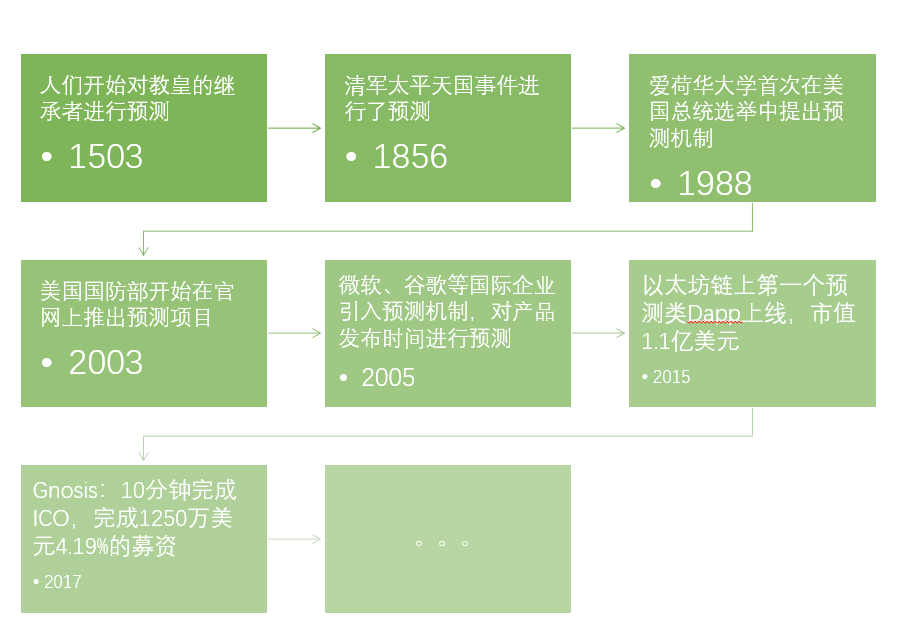 人们开始对教皇的继
承者进行预测
• 1503
清军太平天国事件进
行了预测
• 1856
爱荷华大学首次在美
国总统选举中提出预
测机制
• 1988
美国国防部开始在官
网上推出预测项目
• 2003
微软、谷歌等国际企业
引入预测机制，对产品
发布时间进行预测
• 2005
以太坊链上第一个预
测类Dapp上线，市值
1.1亿美元
• 2015
Gnosis：10分钟完成
ICO，完成1250万美
元4.19%的募资
• 2017
。。。